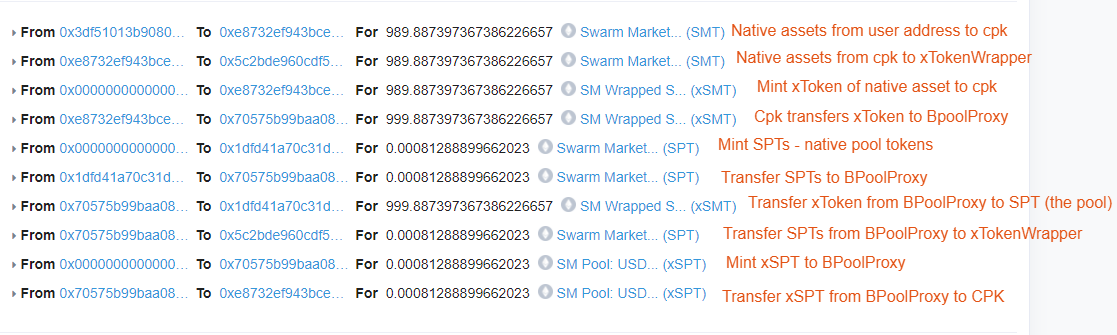 From 0x3df51013b9080... To 0xe8732ef943bce... For 989.887397367386226657 Swarm Market... (SMT) Native assets from user address to cpk
From 0xe8732ef943bce... To 0x5c2bde960cdf5... For 989.887397367386226657 Swarm Market... (SMT) Native assets from cpk to xTokenWrapper
From 0x0000000000000... To 0xe8732ef943bce... For 989.887397367386226657 SM Wrapped S... (xSMT) Mint xToken of native asset to cpk
From 0xe8732ef943bce... To 0x70575b99baa08... For 999.887397367386226657 SM Wrapped S... (xSMT) Cpk transfers xToken to BpoolProxy
From 0x0000000000000... To 0x1dfd41a70c31d... For 0.00081288899662023 Swarm Market... (SPT) Mint SPTs - native pool tokens
From 0x1dfd41a70c31d... To 0x70575b99baa08... For 0.00081288899662023 Swarm Market... (SPT) Transfer SPTs to BPoolProxy
From 0x70575b99baa08... To 0x1dfd41a70c31d... For 999.887397367386226657 SM Wrapped S... (xSMT) Transfer xToken from BPoolProxy to SPT (the pool)
From 0x70575b99baa08... To 0x5c2bde960cdf5... For 0.00081288899662023 Swarm Market... (SPT) Transfer SPTs from BPoolProxy to xTokenWrapper
From 0x0000000000000... To 0x70575b99baa08... For 0.00081288899662023 SM Pool: USD... (xSPT) Mint xSPT to BPoolProxy
From 0x70575b99baa08... To 0xe8732ef943bce... For 0.00081288899662023 SM Pool: USD... (xSPT) Transfer xSPT from BPoolProxy to CPK